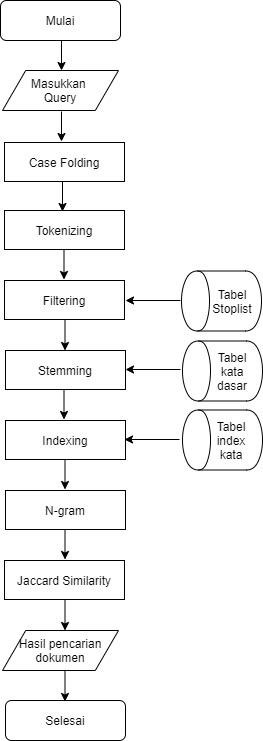 Mulai
Masukkan
Query
Case Folding
Tokenizing
Filtering
Tabel
Stoplist
Stemming
Tabel
kata
dasar
Indexing
Tabel
index
kata
N-gram
Jaccard Similarity
Hasil pencarian
dokumen
Selesai